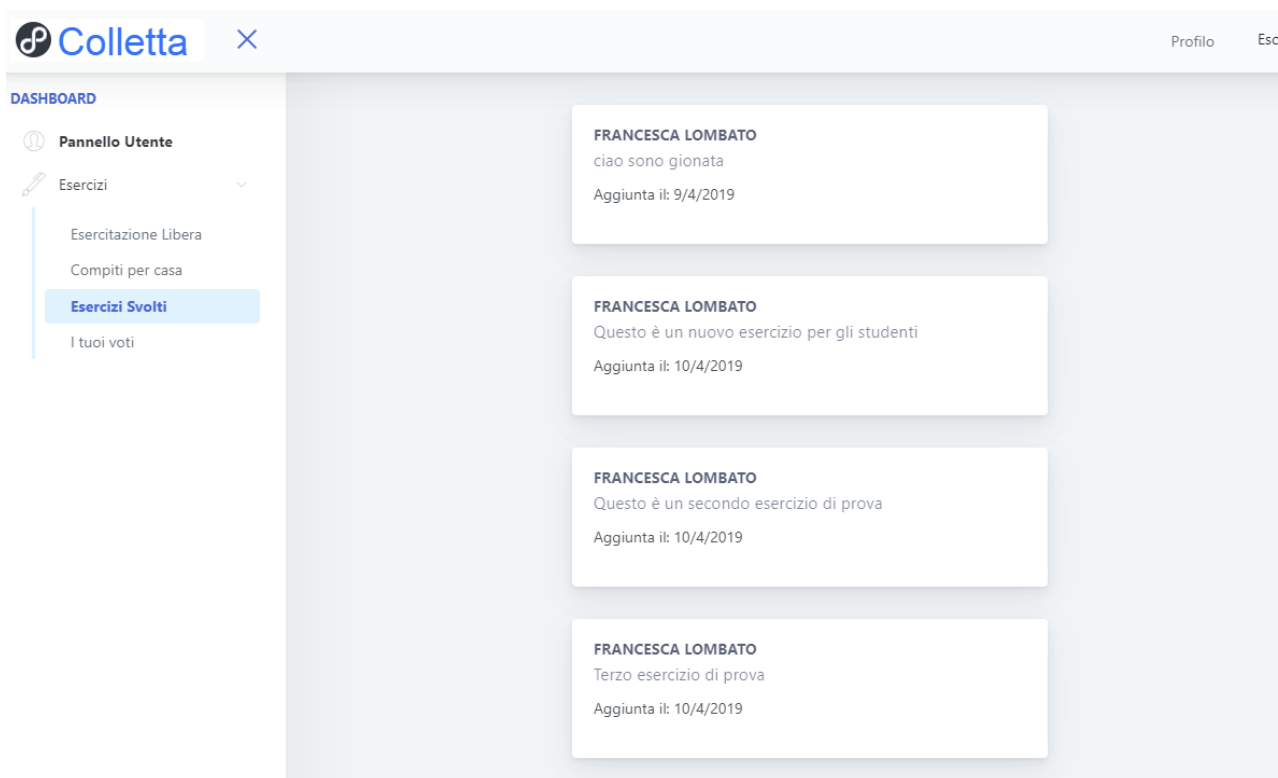 Colletta
Profilo
DASHBOARD
Pannello Utente
Esercizi
Esercitazione Libera
Compiti per casa
Esercizi Svolti
I tuoi voti
FRANCESCA LOMBATO
ciao sono gionata
Aggiunta il: 9/4/2019
FRANCESCA LOMBATO
Questo è un nuovo esercizio per gli studenti
Aggiunta il: 10/4/2019
FRANCESCA LOMBATO
Questo è un secondo esercizio di prova
Aggiunta il: 10/4/2019
FRANCESCA LOMBATO
Terzo esercizio di prova
Aggiunta il: 10/4/2019